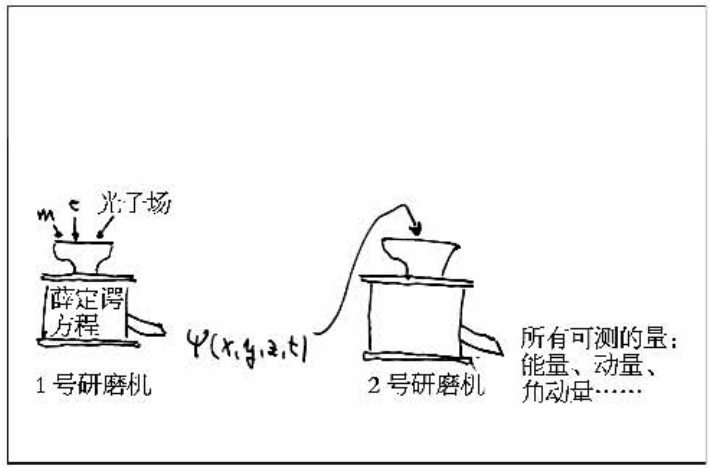 m e 光子场
薛定谔
方程
ψ(x,y,z,t)
1号研磨机
2号研磨机
所有可测的量：
能量、动量、
角动量……